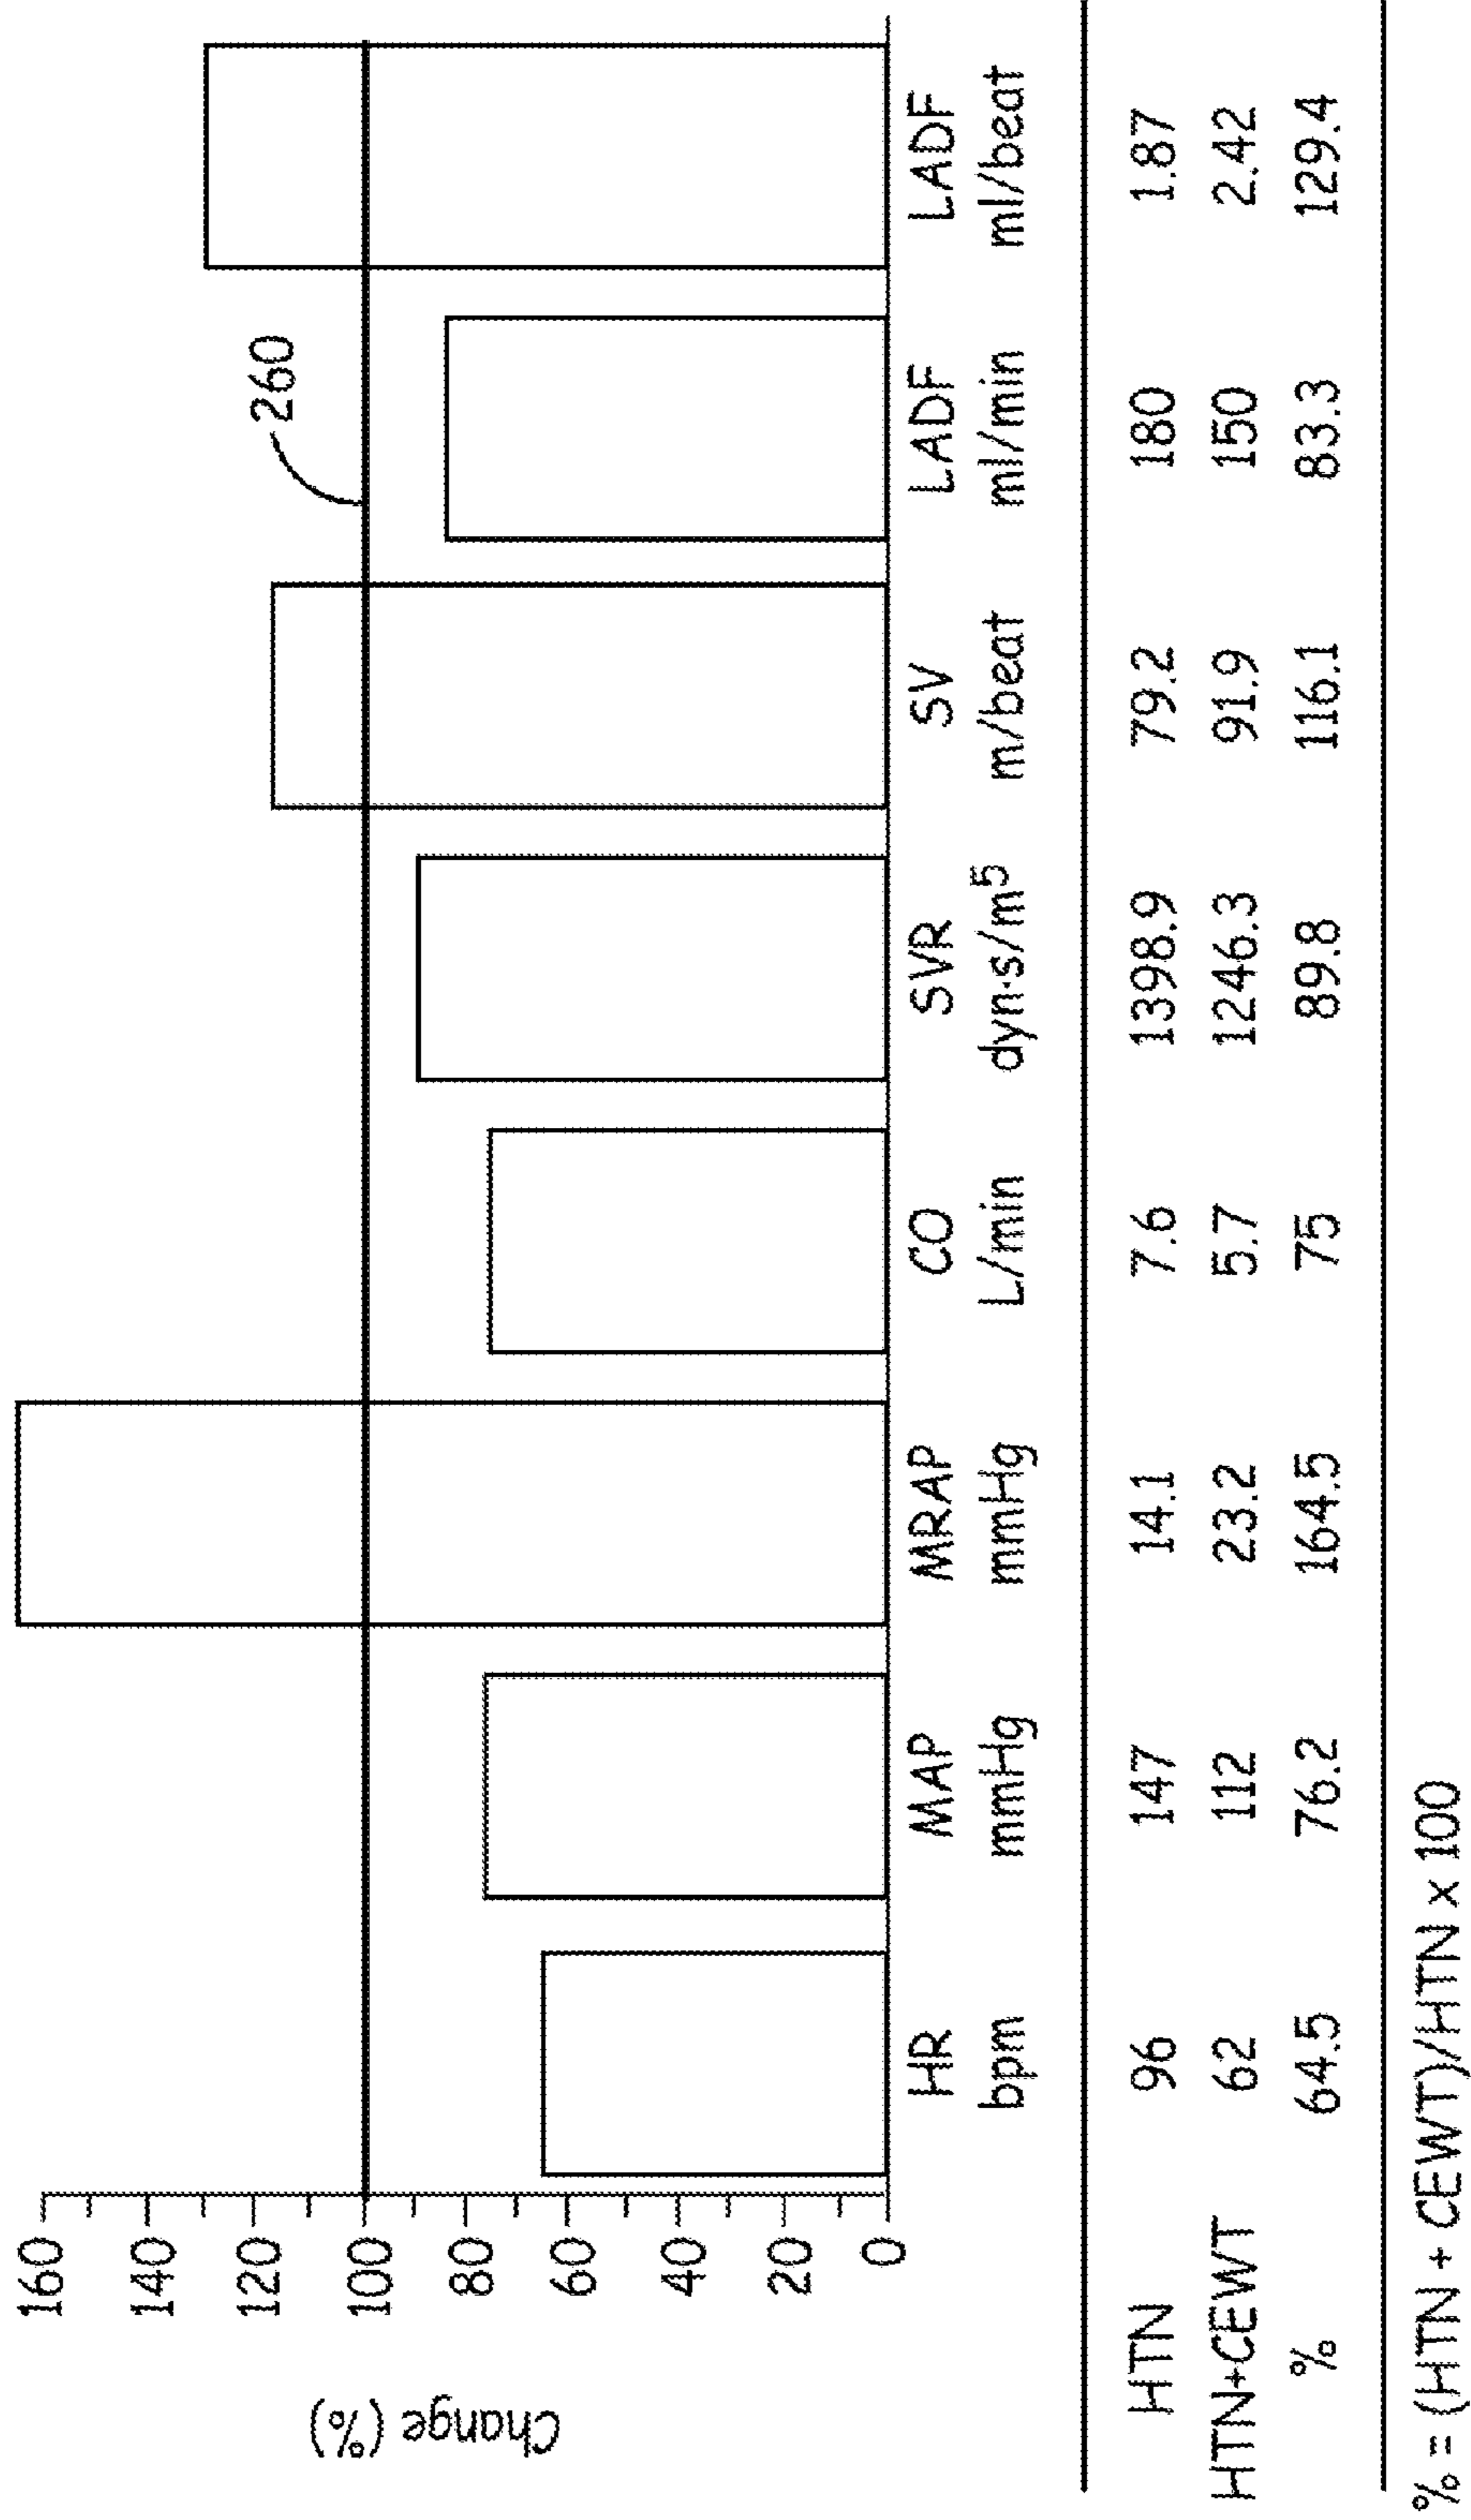 Change (%)
160
140
120
100
80
60
40
20
0
260
HR MAP MRAP CO SVR SV LADF LADF
bpm mmHg mmHg L/min dyn·s/m⁵ m/beat ml/min ml/beat
HTN 96 147 14.1 7.6 1398.9 79.2 180 1.87
HTN+CEWT 62 112 23.2 5.7 1246.3 91.9 150 2.42
% 64.5 76.2 164.5 75 89.8 116.1 83.3 129.4
% = (HTN + CEWT)/HTN x 100